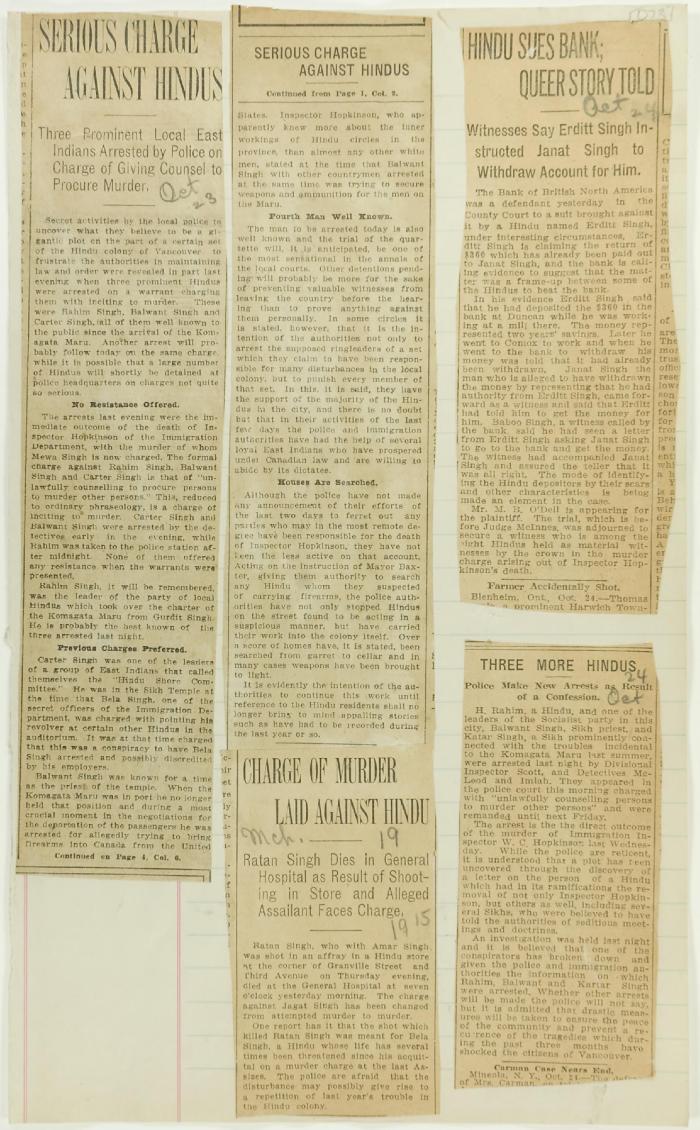 SERIOUS CHARGE
AGAINST HINDUS
Three Prominent Local East
Indians Arrested by Police on
Charge of Giving Counsel to
Procure Murder.
Oct
23
Secret activities by the local police to
uncover what they believe to be a gi-
gantic plot on the part of a certain set
of the Hindu colony of Vancouver to
frustrate the authorities in maintaining
law and order were revealed in part last
evening when three prominent Hindus
were arrested on a warrant charging
them with inciting to murder. These
were Rahim Singh, Balwant Singh and
Carter Singh, all of them well known to
the public since the arrival of the Kom-
agata Maru. Another arrest will pro-
bably follow today on the same charge,
while it is possible that a large number
of Hindus will shortly be detained at
police headquarters on charges not quite
so serious.
No Resistance Offered.
The arrests last evening were the im-
mediate outcome of the death of In-
spector Hopkinson of the Immigration
Department, with the murder of whom
Mewa Singh is now charged. The formal
charge against Rahim Singh, Balwant
Singh and Carter Singh is that of "un-
lawfully counselling to procure persons
to murder other persons." This, reduced
to ordinary phraseology, is a charge of
inciting to murder. Carter Singh and
Balwant Singh were arrested by the de-
tectives early in the evening, while
Rahim was taken to the police station af-
ter midnight. None of them offered
any resistance when the warrants were
presented.
Rahim Singh, it will be remembered,
was the leader of the party of local
Hindus which took over the charter of
the Komagata Maru from Gurdit Singh.
He is probably the best known of the
three arrested last night.
Previous Charges Preferred.
Carter Singh was one of the leaders
of a group of East Indians that called
themselves the "Hindu Shore Com-
mittee." He was in the Sikh Temple at
the time that Bela Singh, one of the
secret officers of the Immigration De-
partment, was charged with pointing his
revolver at certain other Hindus in the
auditorium. It was at that time charged
that this was a conspiracy to have Bela
Singh arrested and possibly discredited
by his employers.
Balwant Singh was known for a time
as the priest of the temple. When the
Komagata Maru was in port he no longer
held that position and during a most
crucial moment in the negotiations for
the deportation of the passengers he was
arrested for allegedly trying to bring
firearms into Canada from the United
Continued on Page 4, Col. 6.
SERIOUS CHARGE
AGAINST HINDUS
Continued from Page 1, Col. 2.
States. Inspector Hopkinson, who ap-
parently knew more about the inner
workings of Hindu circles in the
province, than almost any other white
men, stated at the time that Balwant
Singh with other countrymen arrested
at the same time was trying to secure
weapons and ammunition for the men on
the Maru.
Fourth Man Well Known.
The man to be arrested today is also
well known and the trial of the quar-
tette will, it is anticipated, be one of
the most sensational in the annals of
the local courts. Other detentions pend-
ing will probably be more for the sake
of preventing valuable witnesses from
leaving the country before the hear-
ing than to prove anything against
them personally. In some circles it
is stated, however, that it is the in-
tention of the authorities not only to
arrest the supposed ringleaders of a set
which they claim to have been respon-
sible for many disturbances in the local
colony, but to punish every member of
that set. In this, it is said, they have
the support of the majority of the Hin-
dus in the city, and there is no doubt
but that in their activities of the last
few days the police and immigration
authorities have had the help of several
loyal East Indians who have prospered
under Canadian law and are willing to
abide by its dictates.
Houses Are Searched.
Although the police have not made
any announcement of their efforts of
the last two days to ferret out any
parties who may in the most remote de-
gree have been responsible for the death
of Inspector Hopkinson, they have not
been the less active on that account.
Acting on the instruction of Mayor Bax-
ter, giving them authority to search
any Hindu whom they suspected
of carrying firearms, the police auth-
orities have not only stopped Hindus
on the street found to be acting in a
suspicious manner, but have carried
their work into the colony itself. Over
a score of homes have, it is stated, been
searched from garret to cellar and in
many cases weapons have been brought
to light.
It is evidently the intention of the au-
thorities to continue this work until
reference to the Hindu residents shall no
longer bring to mind appalling stories
such as have had to be recorded during
the last year or so.
CHARGE OF MURDER
LAID AGAINST HINDU
Mch. 19
Ratan Singh Dies in General
Hospital as Result of Shoot-
ing in Store and Alleged
Assailant Faces Charge.
1915
Ratan Singh, who with Amar Singh,
was shot in an affray in a Hindu store
at the corner of Granville Street and
Third Avenue on Thursday evening,
died at the General Hospital at seven
o'clock yesterday morning. The charge
against Jagat Singh has been changed
from attempted murder to murder.
One report has it that the shot which
killed Ratan Singh was meant for Bela
Singh, a Hindu whose life has several
times been threatened since his acquit-
tal on a murder charge at the last As-
sizes. The police are afraid that the
disturbance may possibly give rise to
a repetition of last year's trouble in
the Hindu colony.
HINDU SUES BANK;
QUEER STORY TOLD
Oct 24
Witnesses Say Erditt Singh In-
structed Janat Singh to
Withdraw Account for Him.
The Bank of British North America
was a defendant yesterday in the
County Court to a suit brought against
it by a Hindu named Erditt Singh,
under interesting circumstances. Er-
ditt Singh is claiming the return of
$360 which has already been paid out
to Janat Singh, and the bank is call-
ing evidence to suggest that the mat-
ter was a frame-up between some of
the Hindus to beat the bank.
In his evidence Erditt Singh said
that he had deposited the $360 in the
bank at Duncan while he was work-
ing at a mill there. The money rep-
resented two years' savings. Later he
went to Comox to work and when he
went to the bank to withdraw his
money was told that it had already
been withdrawn. Janat Singh the
man who is alleged to have withdrawn
the money by representing that he had
authority from Erditt Singh, came for-
ward as a witness and said that Erditt
had told him to get the money for
him. Baboo Singh, a witness called by
the bank said he had seen a letter
from Erditt Singh asking Janat Singh
to go to the bank and get the money.
The witness had accompanied Janat
Singh and assured the teller that it
was all right. The mode of identify-
ing the Hindu depositors by their scars
and other characteristics is being
made an element in the case.
Mr. M. B. O'Dell is appearing for
the plaintiff. The trial, which is be-
fore Judge McInnes, was adjourned to
secure a witness who is among the
eight Hindus held as material wit-
nesses by the crown in the murder
charge arising out of Inspector Hop-
kinson's death.
Farmer Accidentally Shot.
Blenheim, Ont., Oct. 24.—Thomas
a prominent Harwich Town-
THREE MORE HINDUS
24
Oct
Police Make New Arrests as Result
of a Confession.
H. Rahim, a Hindu, and one of the
leaders of the Socialist party in this
city, Balwant Singh, Sikh priest, and
Katar Singh, a Sikh prominently con-
nected with the troubles incidental
to the Komagata Maru last summer,
were arrested last night by Divisional
Inspector Scott, and Detectives Mc-
Leod and Imlah. They appeared in
the police court this morning charged
with "unlawfully counselling persons
to murder other persons" and were
remanded until next Friday.
The arrest is the direct outcome
of the murder of Immigration In-
spector W. C. Hopkinson last Wednes-
day. While the police are reticent,
it is understood that a plot has been
uncovered through the discovery of
a letter on the person of a Hindu
which had in its ramifications the re-
moval of not only Inspector Hopkin-
son, but others as well, including sev-
eral Sikhs, who were believed to have
told the authorities of seditious meet-
ings and doctrines.
An investigation was held last night
and it is believed that one of the
conspirators has broken down and
given the police and immigration au-
thorities the information on which
Rahim, Balwant and Kartar Singh
were arrested. Whether other arrests
will be made the police will not say,
but it is admitted that drastic meas-
ures will be taken to ensure the peace
of the community and prevent a re-
currence of the tragedies which dur-
ing the past three months have
shocked the citizens of Vancouver.
Carman Case Nears End.
Mineola, N. Y., Oct. 24.—The
of Mrs. Carman